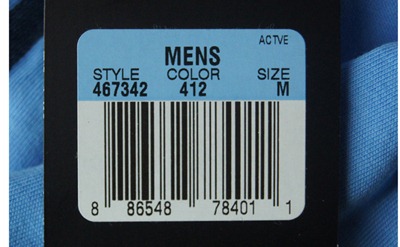 ACTVE
MENS
STYLE COLOR SIZE
467342 412 M
8 86548 78401 1